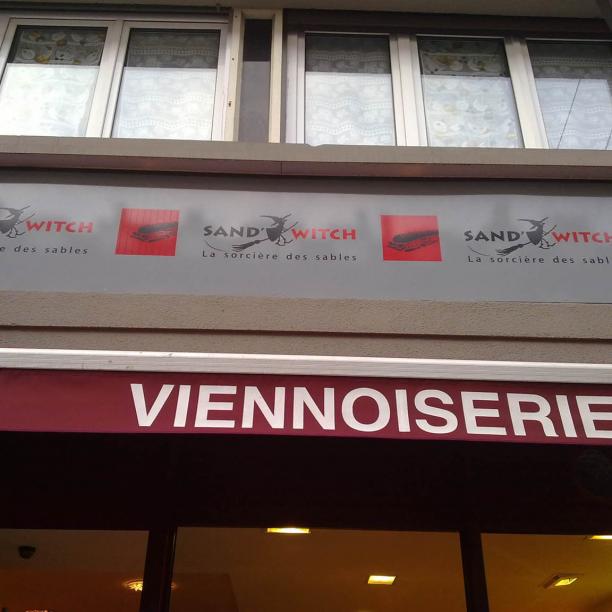 WITCH
e des sables
SAND' WITCH
La sorcière des sables
SAND' WITCH
La sorcière des sabl
VIENNOISERIE